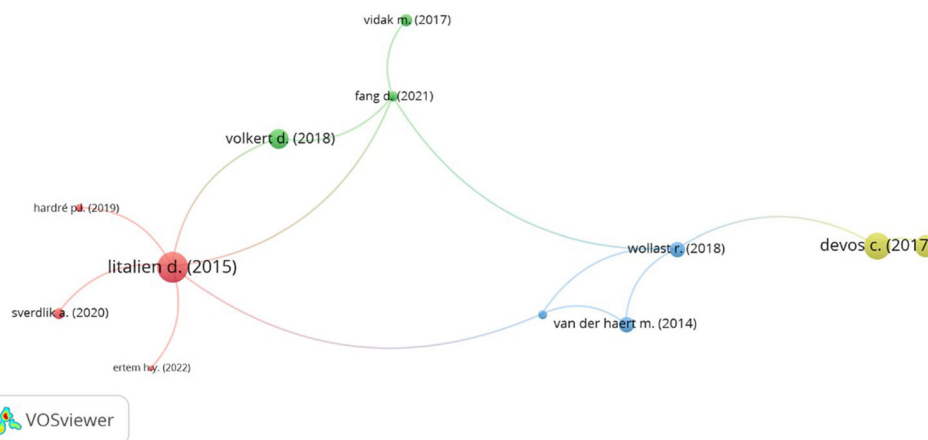 vidak m. (2017)
fang d. (2021)
volkert d. (2018)
hardré p.l. (2019)
litalien d. (2015)
wollast r. (2018)
devos c. (2017
sverdlik a. (2020)
van der haert m. (2014)
ertem h.y. (2022)
VOSviewer